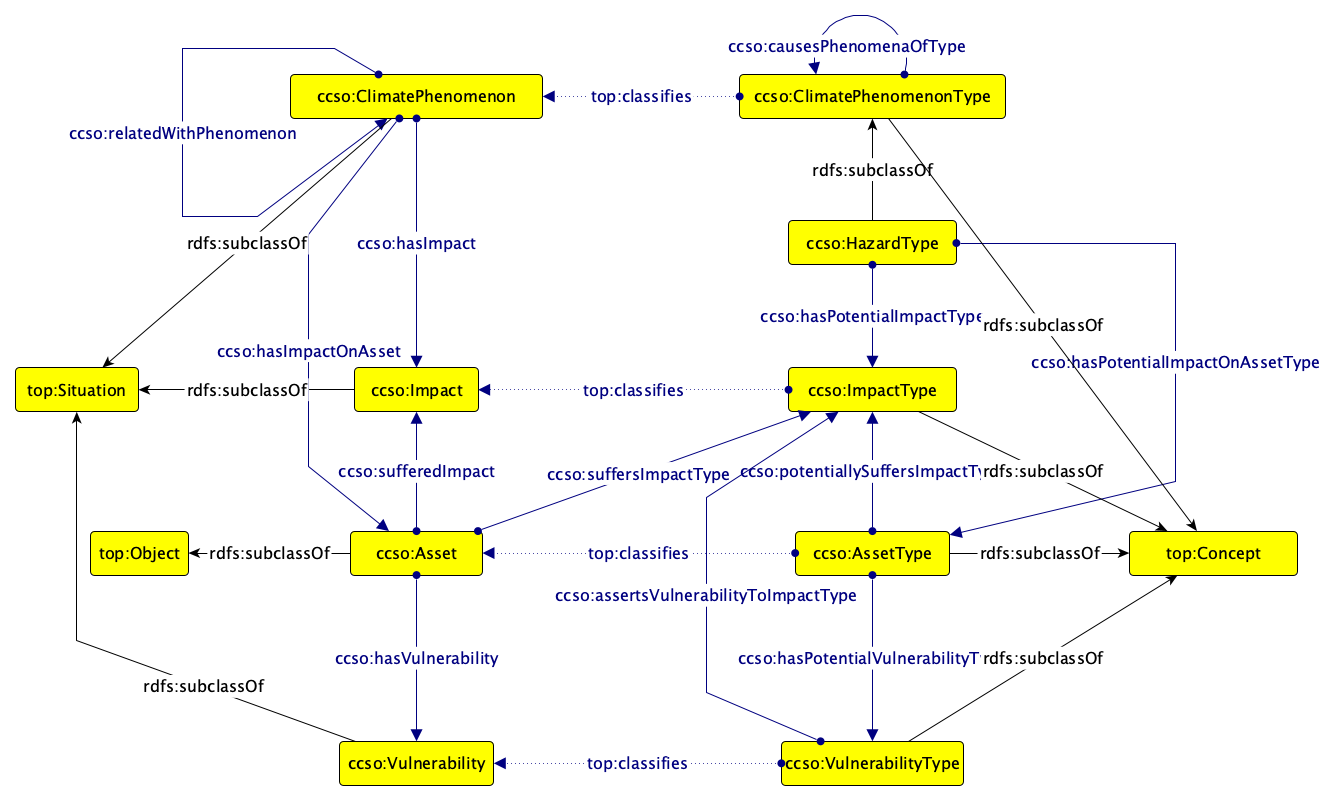 ccso:causesPhenomenaOfType
ccso:ClimatePhenomenon
top:classifies
ccso:ClimatePhenomenonType
ccso:relatedWithPhenomenon
rdfs:subclassOf
ccso:HazardType
rdfs:subclassOf
ccso:hasImpact
ccso:hasPotentialImpactType
rdfs:subclassOf
ccso:hasImpactOnAsset
ccso:hasPotentialImpactOnAssetType
top:Situation
rdfs:subclassOf
ccso:Impact
top:classifies
ccso:ImpactType
ccso:sufferedImpact
ccso:suffersImpactType
ccso:potentiallySuffersImpactTy
rdfs:subclassOf
top:Object
rdfs:subclassOf
ccso:Asset
top:classifies
ccso:AssetType
rdfs:subclassOf
top:Concept
ccso:assertsVulnerabilityToImpactType
ccso:hasVulnerability
ccso:hasPotentialVulnerabilityT
rdfs:subclassOf
rdfs:subclassOf
ccso:Vulnerability
top:classifies
ccso:VulnerabilityType